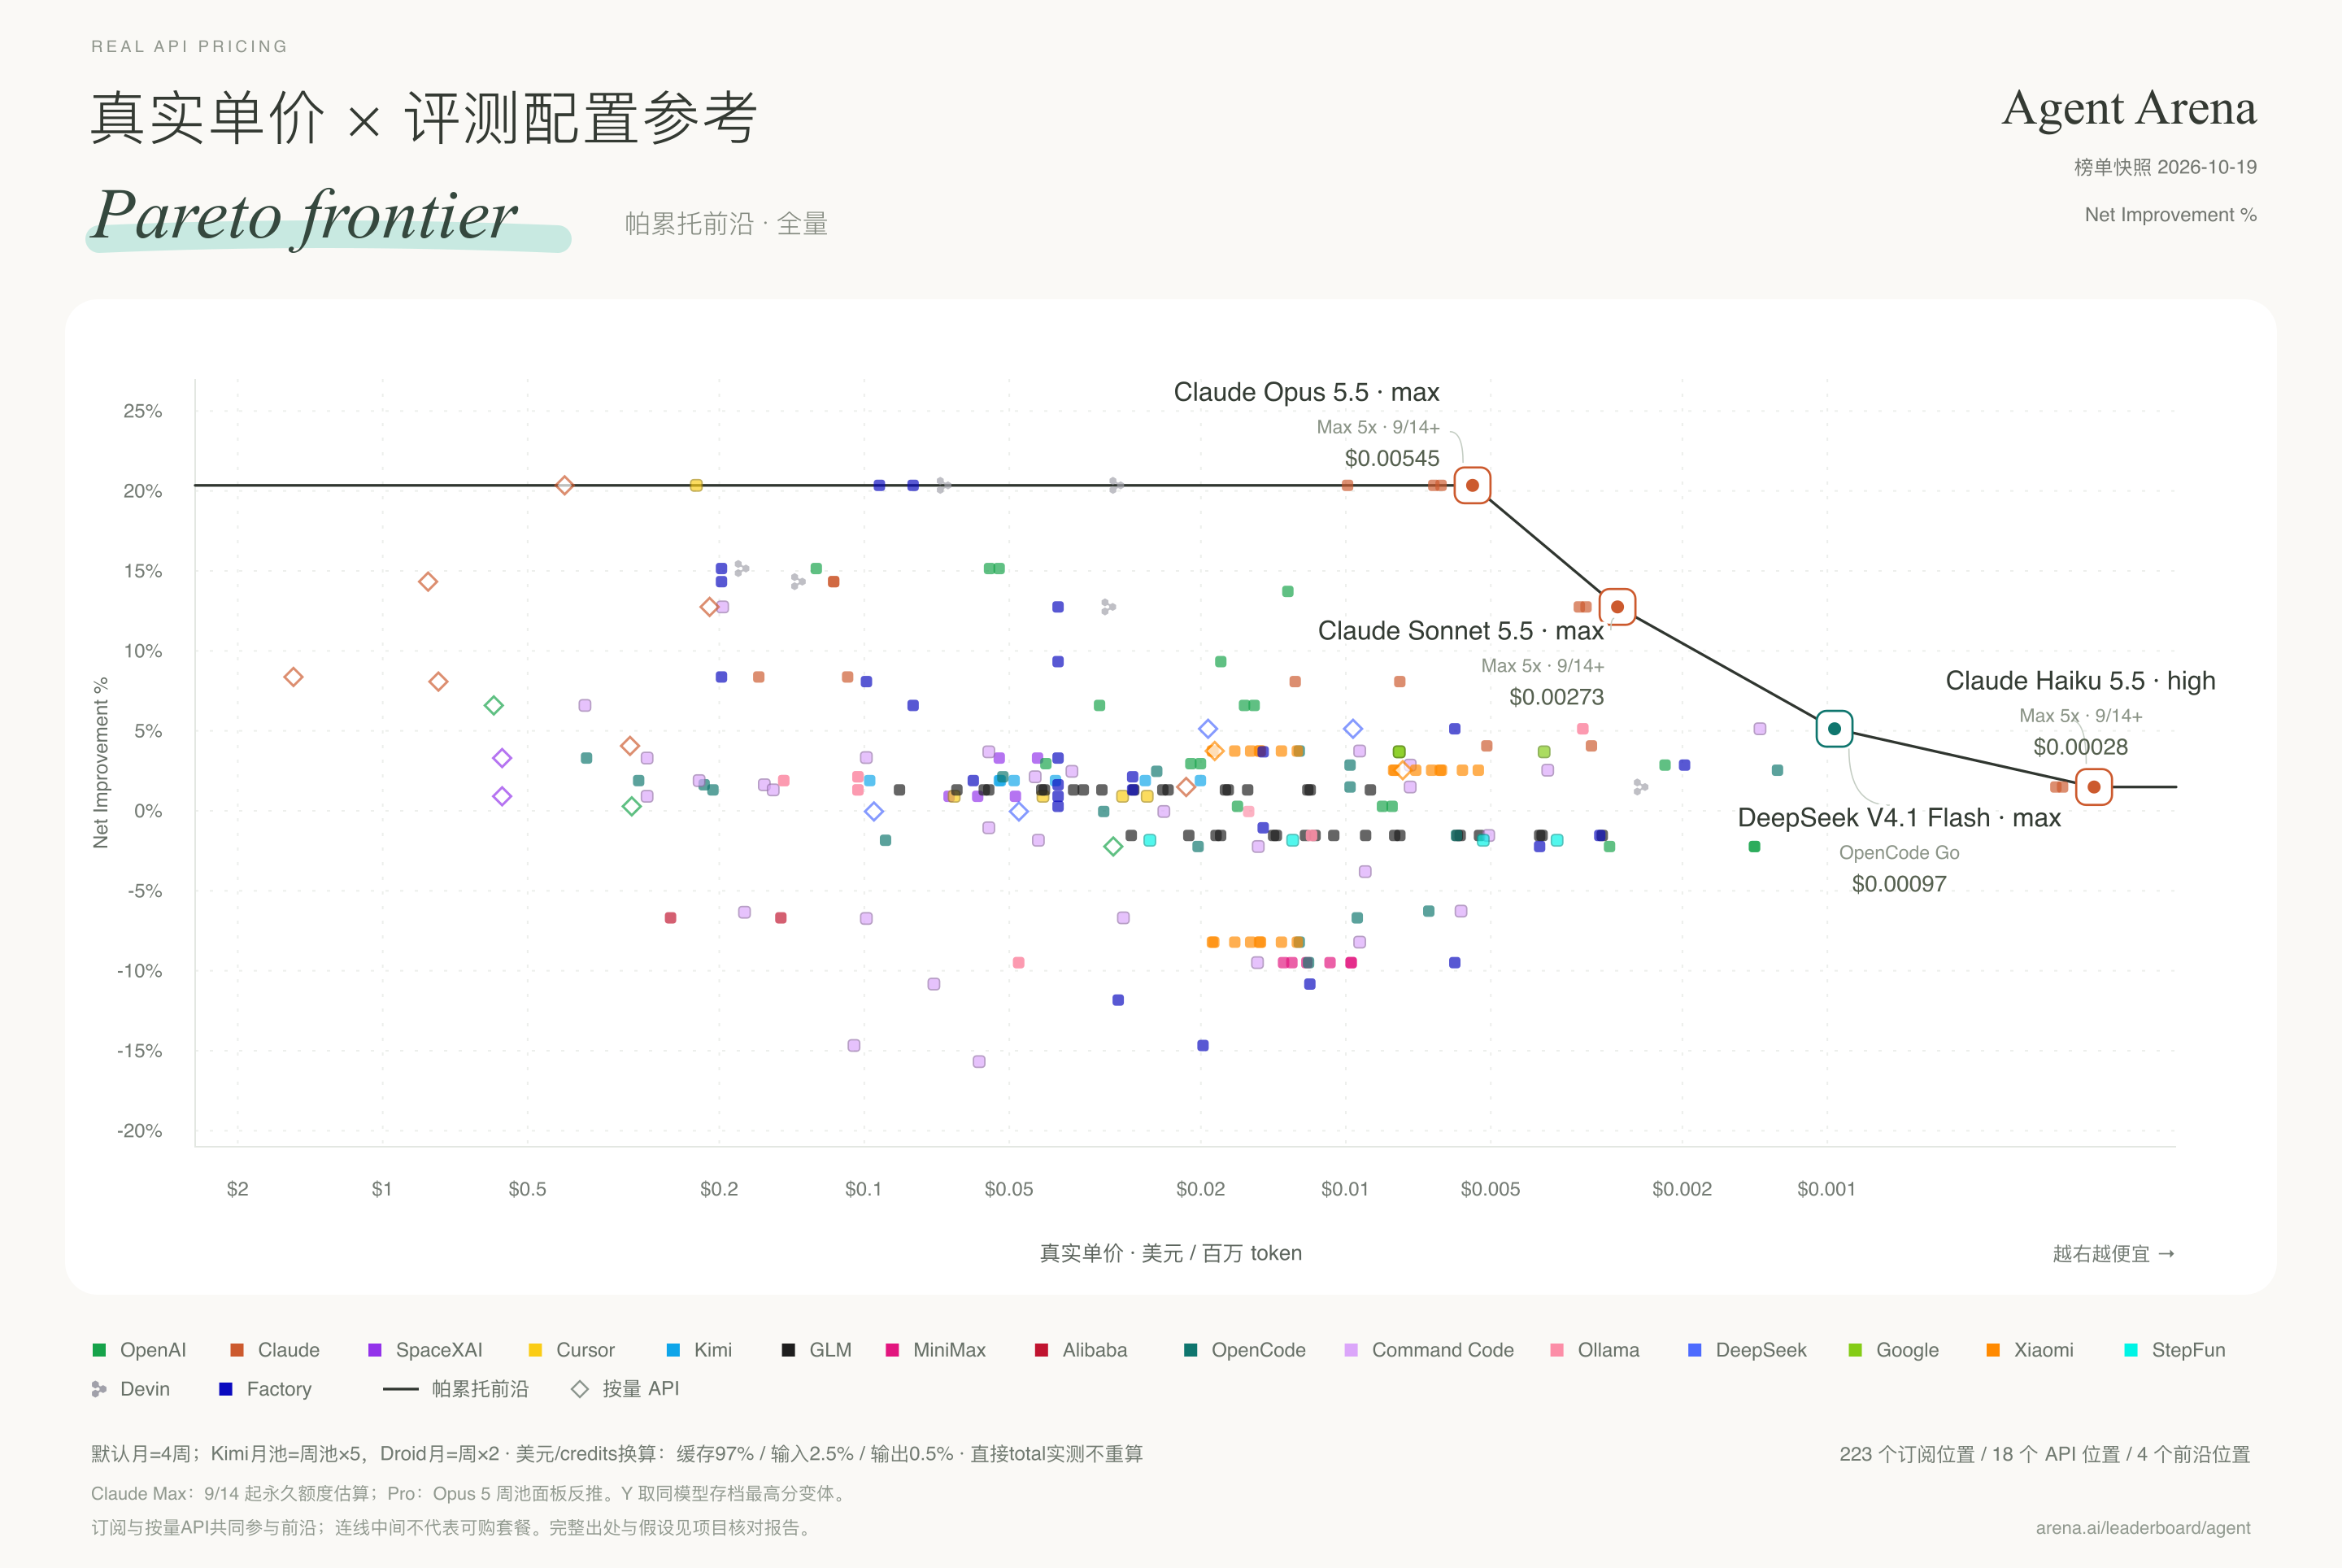 REAL API PRICING
真实单价 × 评测配置参考
Pareto frontier
帕累托前沿 · 全量
Agent Arena
榜单快照 2026-10-19
Net Improvement %
Claude Opus 5.5 · max
Max 5x · 9/14+
$0.00545
Claude Sonnet 5.5 · max
Max 5x · 9/14+
$0.00273
Claude Haiku 5.5 · high
Max 5x · 9/14+
$0.00028
DeepSeek V4.1 Flash · max
OpenCode Go
$0.00097
Net Improvement %
25%
20%
15%
10%
5%
0%
-5%
-10%
-15%
-20%
$2 $1 $0.5 $0.2 $0.1 $0.05 $0.02 $0.01 $0.005 $0.002 $0.001
真实单价 · 美元 / 百万 token
越右越便宜 →
OpenAI Claude SpaceXAI Cursor Kimi GLM MiniMax Alibaba OpenCode Command Code Ollama DeepSeek Google Xiaomi StepFun
Devin Factory 帕累托前沿 按量 API
默认月=4周；Kimi月池=周池×5，Droid月=周×2 · 美元/credits换算：缓存97% / 输入2.5% / 输出0.5% · 直接total实测不重算
223 个订阅位置 / 18 个 API 位置 / 4 个前沿位置
Claude Max：9/14 起永久额度估算；Pro：Opus 5 周池面板反推。Y 取同模型存档最高分变体。
订阅与按量API共同参与前沿；连线中间不代表可购套餐。完整出处与假设见项目核对报告。
arena.ai/leaderboard/agent